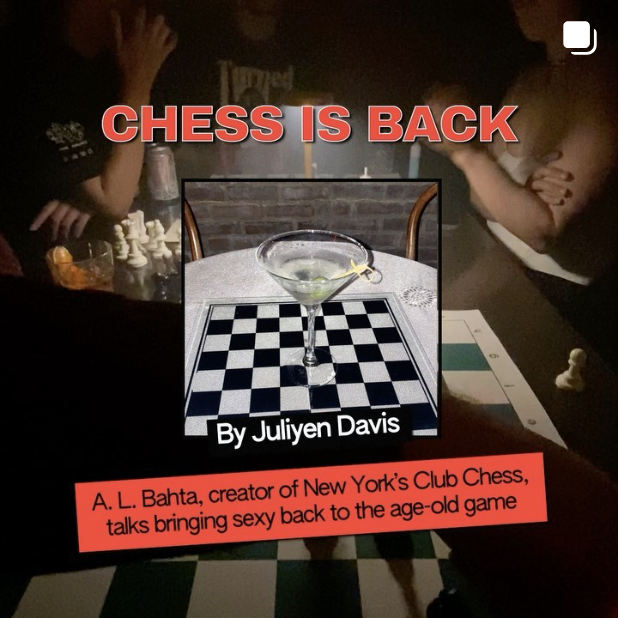 Turned
CHESS IS BACK
By Juliyen Davis
A. L. Bahta, creator of New York's Club Chess,
talks bringing sexy back to the age-old game